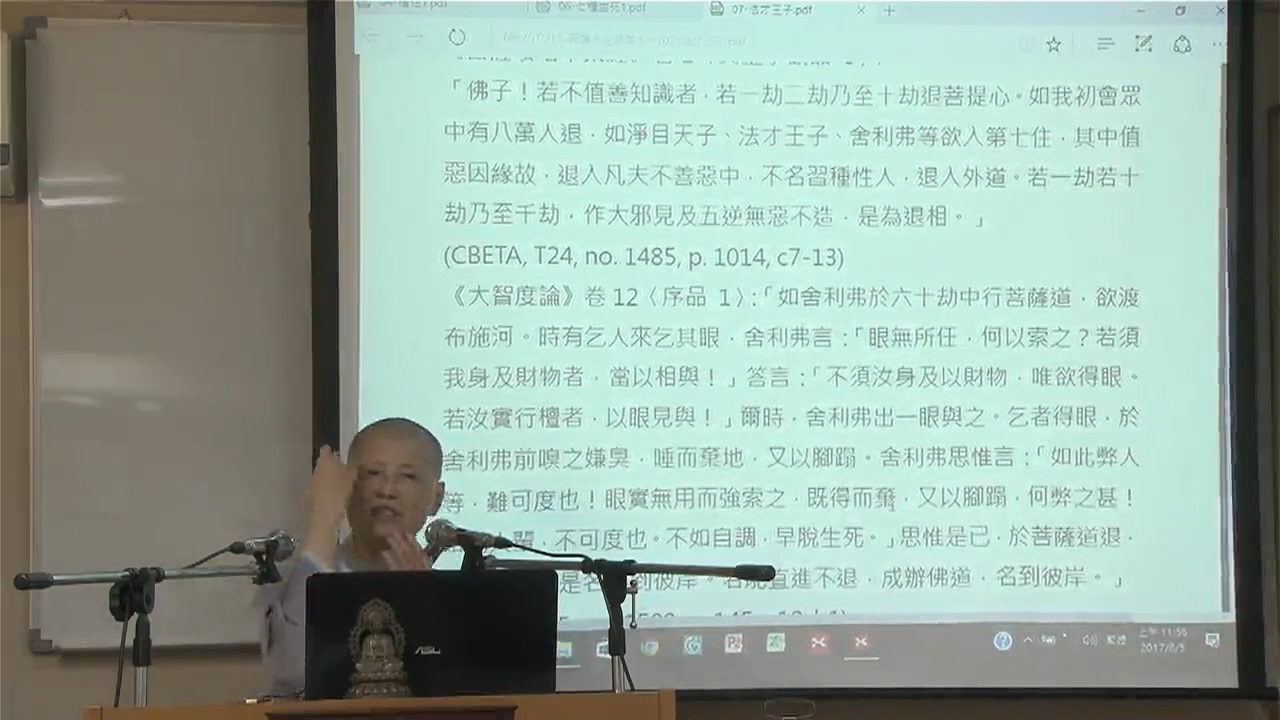 07-法才王子.pdf
「佛子！若不值善知識者，若一劫二劫乃至十劫退菩提心。如我初會眾
中有八萬人退，如淨目天子、法才王子、舍利弗等欲入第七住，其中值
惡因緣故，退入凡夫不善惡中，不名習種性人，退入外道。若一劫若十
劫乃至千劫，作大邪見及五逆無惡不造，是為退相。」
(CBETA, T24, no. 1485, p. 1014, c7-13)
《大智度論》卷 12〈序品 1〉：「如舍利弗於六十劫中行菩薩道，欲渡
布施河。時有乞人來乞其眼，舍利弗言：「眼無所任，何以索之？若須
我身及財物者，當以相與！」答言：「不須汝身及以財物，唯欲得眼。
若汝實行檀者，以眼見與！」爾時，舍利弗出一眼與之。乞者得眼，於
舍利弗前嗅之嫌臭，唾而棄地，又以腳蹋。舍利弗思惟言：「如此弊人
等，難可度也！眼實無用而強索之，既得而棄，又以腳蹋，何弊之甚！
不可度也。不如自調，早脫生死。」思惟是已，於菩薩道退，
到彼岸。若能直進不退，成辦佛道，名到彼岸。」
上午 11:56
2017/8/5
ASUS